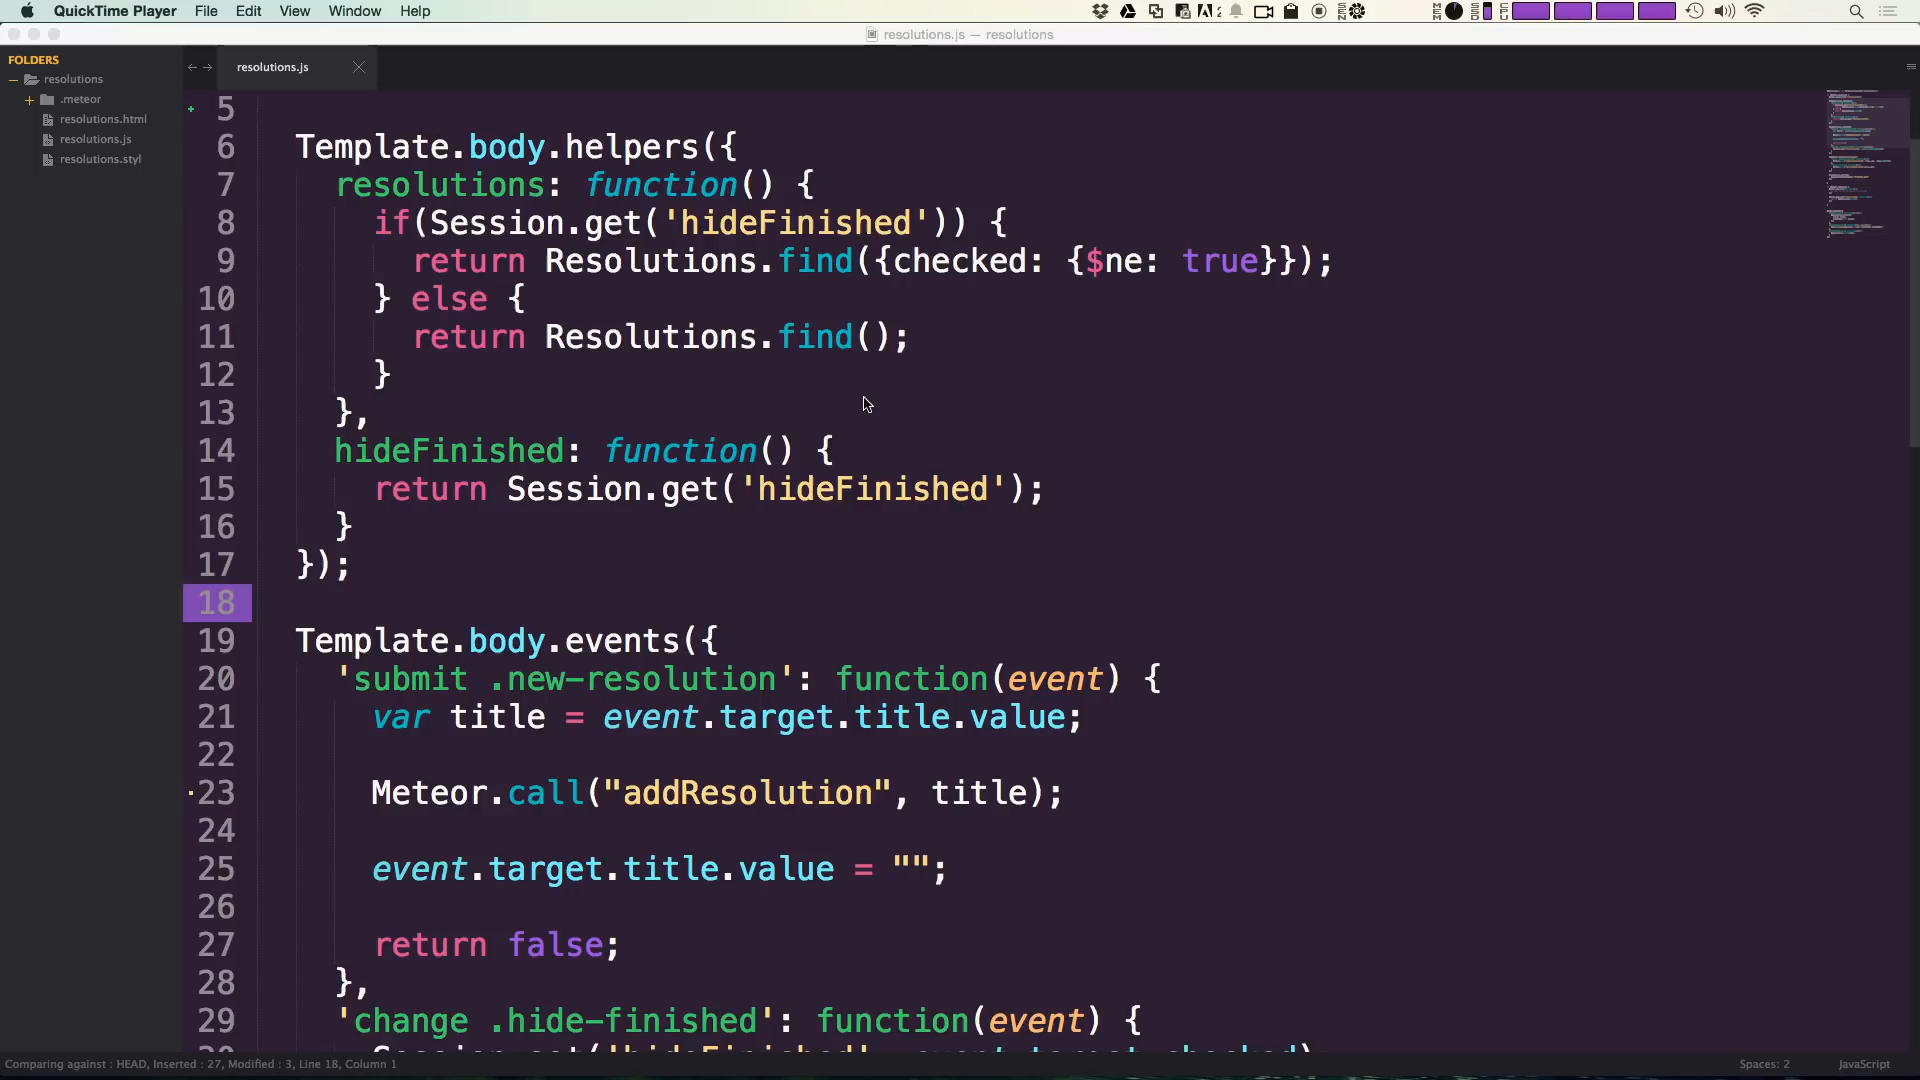 QuickTime Player File Edit View Window Help
resolutions.js — resolutions
FOLDERS
resolutions
.meteor
resolutions.html
resolutions.js
resolutions.styl
resolutions.js
5
6 Template.body.helpers({
7 resolutions: function() {
8 if(Session.get('hideFinished')) {
9 return Resolutions.find({checked: {$ne: true}});
10 } else {
11 return Resolutions.find();
12 }
13 },
14 hideFinished: function() {
15 return Session.get('hideFinished');
16 }
17 });
18
19 Template.body.events({
20 'submit .new-resolution': function(event) {
21 var title = event.target.title.value;
22
23 Meteor.call("addResolution", title);
24
25 event.target.title.value = "";
26
27 return false;
28 },
29 'change .hide-finished': function(event) {
Comparing against : HEAD, Inserted : 27, Modified : 3, Line 18, Column 1
Spaces: 2 JavaScript